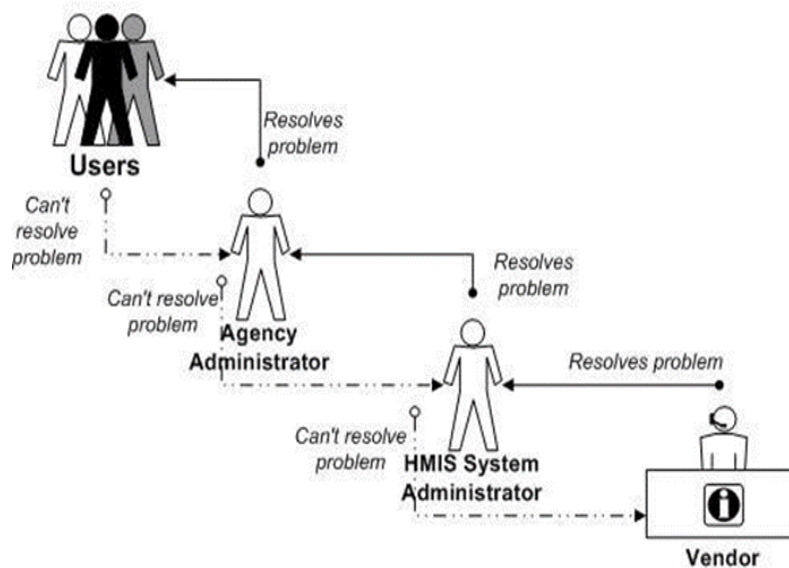 Resolves
problem
Users
Can't
resolve
problem
Resolves
problem
Can't resolve
problem
Agency
Administrator
Resolves problem
Can't resolve
problem
HMIS System
Administrator
i
Vendor